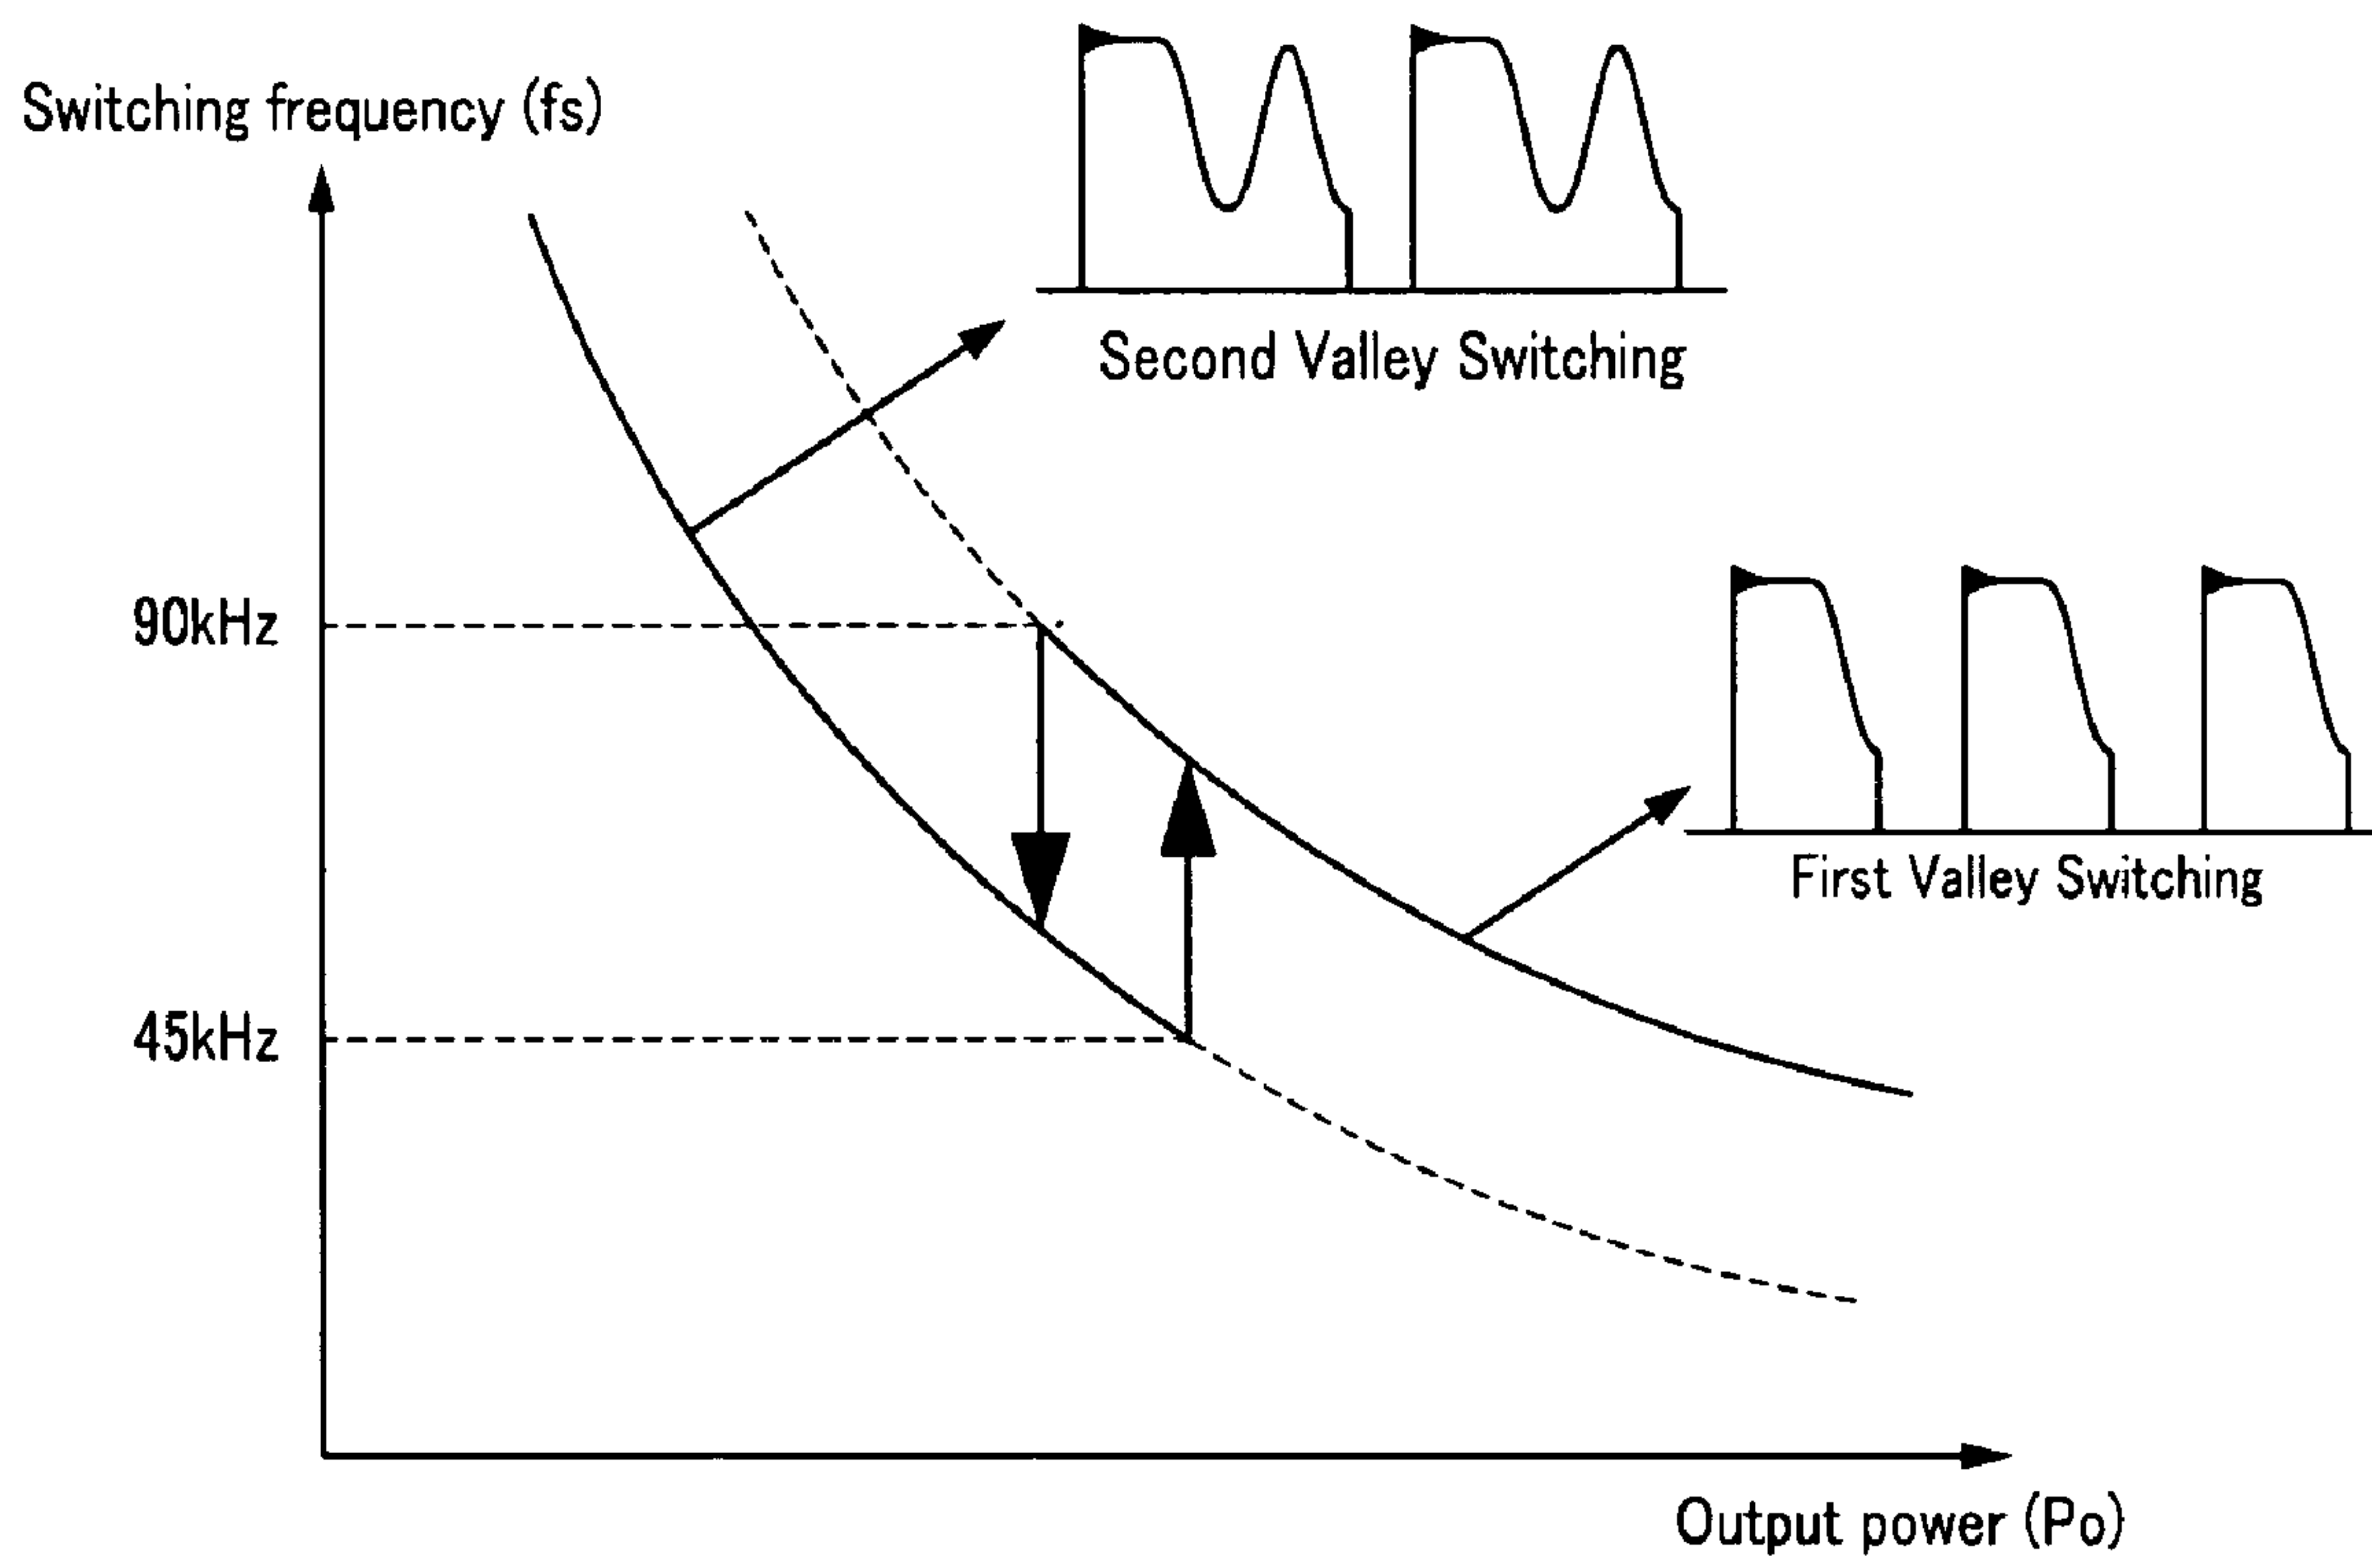 Switching frequency (fs)
Second Valley Switching
90kHz
First Valley Switching
45kHz
Output power (Po)